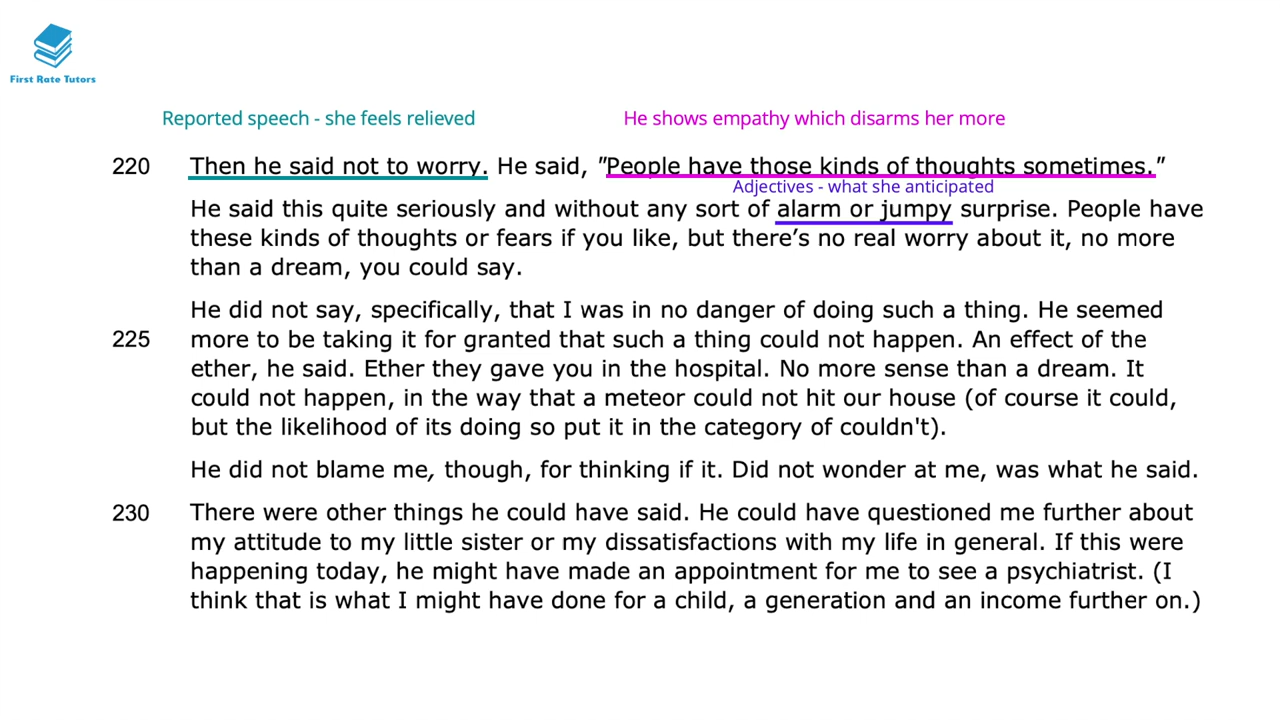 First Rate Tutors
Reported speech - she feels relieved
He shows empathy which disarms her more
220 Then he said not to worry. He said, "People have those kinds of thoughts sometimes."
Adjectives - what she anticipated
He said this quite seriously and without any sort of alarm or jumpy surprise. People have
these kinds of thoughts or fears if you like, but there’s no real worry about it, no more
than a dream, you could say.
He did not say, specifically, that I was in no danger of doing such a thing. He seemed
225 more to be taking it for granted that such a thing could not happen. An effect of the
ether, he said. Ether they gave you in the hospital. No more sense than a dream. It
could not happen, in the way that a meteor could not hit our house (of course it could,
but the likelihood of its doing so put it in the category of couldn't).
He did not blame me, though, for thinking if it. Did not wonder at me, was what he said.
230 There were other things he could have said. He could have questioned me further about
my attitude to my little sister or my dissatisfactions with my life in general. If this were
happening today, he might have made an appointment for me to see a psychiatrist. (I
think that is what I might have done for a child, a generation and an income further on.)